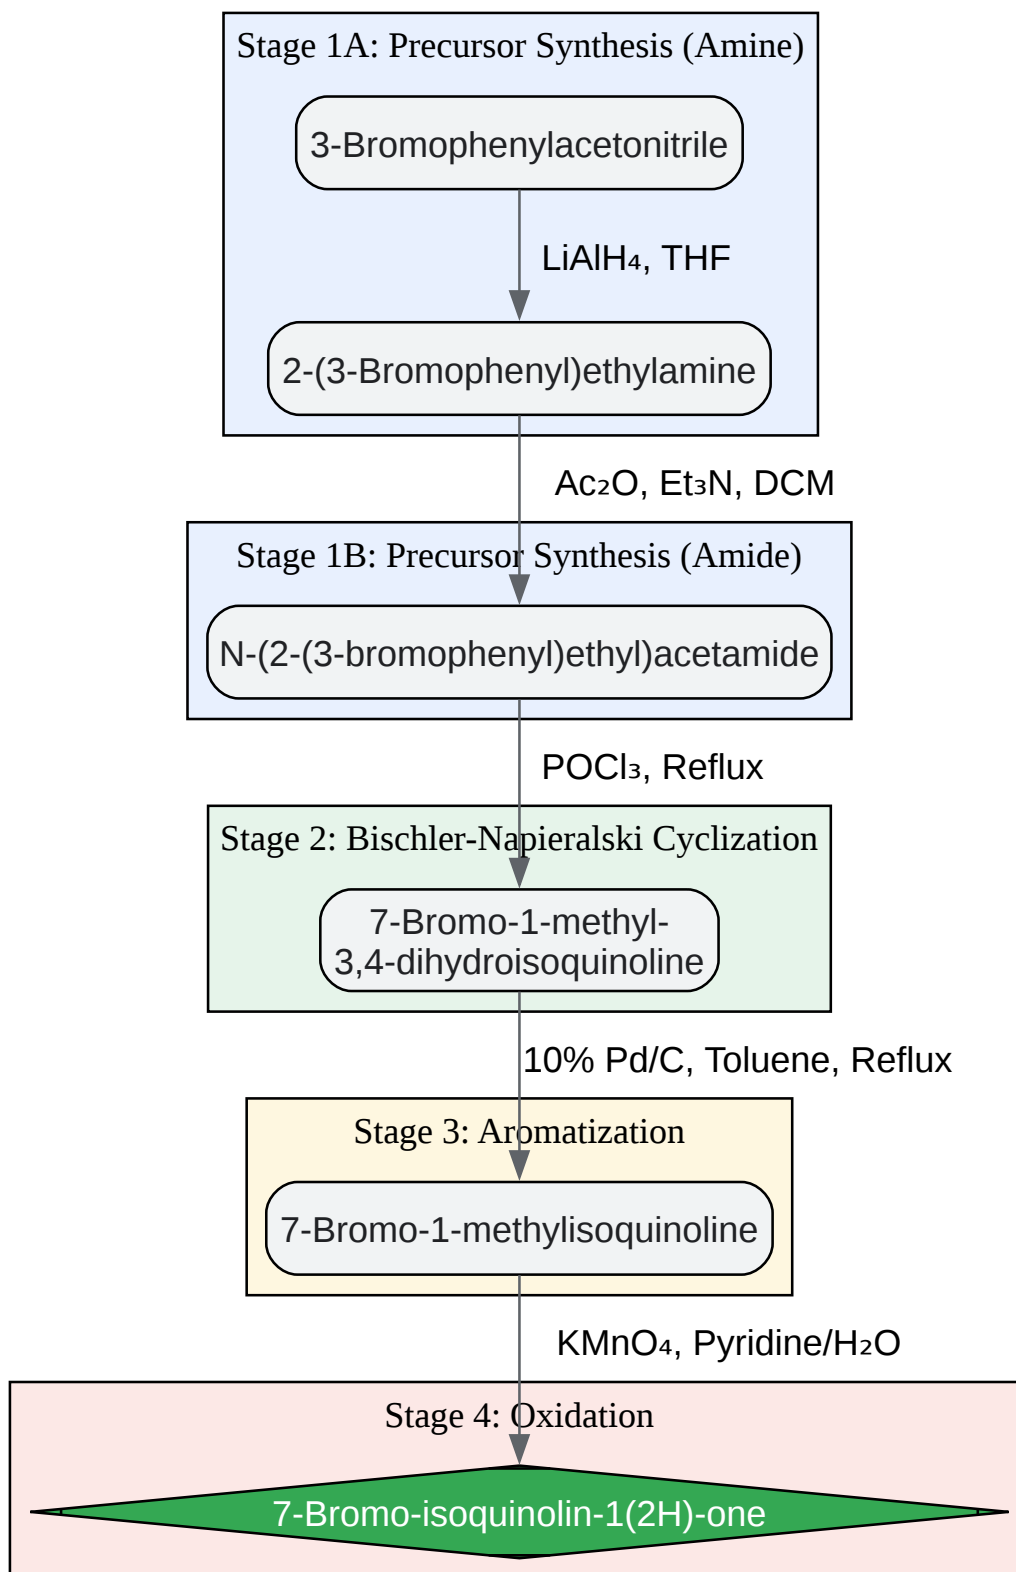 Stage 1A: Precursor Synthesis (Amine)
3-Bromophenylacetonitrile
LiAlH₄, THF
2-(3-Bromophenyl)ethylamine
Ac₂O, Et₃N, DCM
Stage 1B: Precursor Synthesis (Amide)
N-(2-(3-bromophenyl)ethyl)acetamide
POCl₃, Reflux
Stage 2: Bischler-Napieralski Cyclization
7-Bromo-1-methyl-
3,4-dihydroisoquinoline
10% Pd/C, Toluene, Reflux
Stage 3: Aromatization
7-Bromo-1-methylisoquinoline
KMnO₄, Pyridine/H₂O
Stage 4: Oxidation
7-Bromo-isoquinolin-1(2H)-one